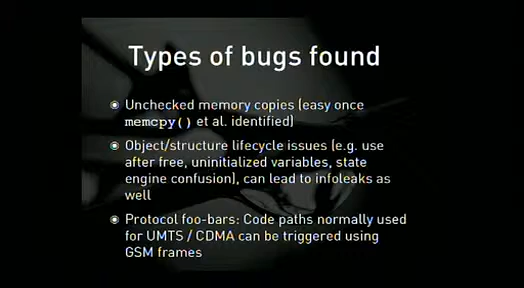 Types of bugs found
Unchecked memory copies (easy once
memcpy() et al. identified)
Object/structure lifecycle issues (e.g. use
after free, uninitialized variables, state
engine confusion), can lead to infoleaks as
well
Protocol foo-bars: Code paths normally used
for UMTS / CDMA can be triggered using
GSM frames